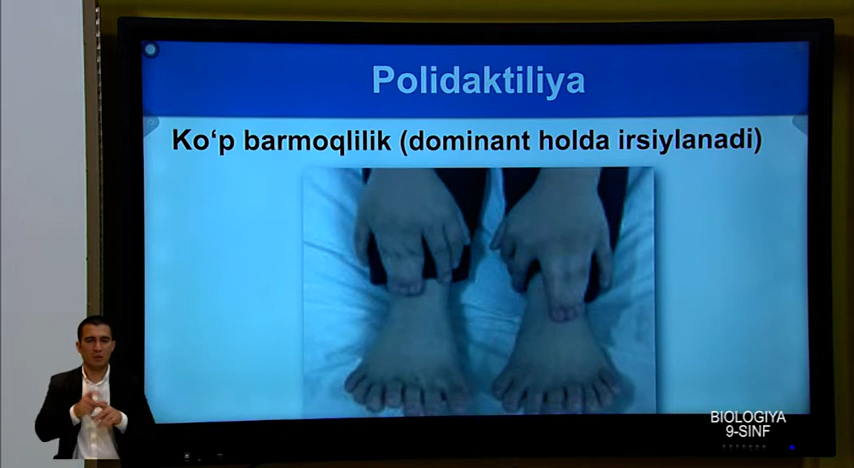 Polidaktiliya
Ko‘p barmoqlilik (dominant holda irsiylanadi)
BIOLOGIYA
9-SINF